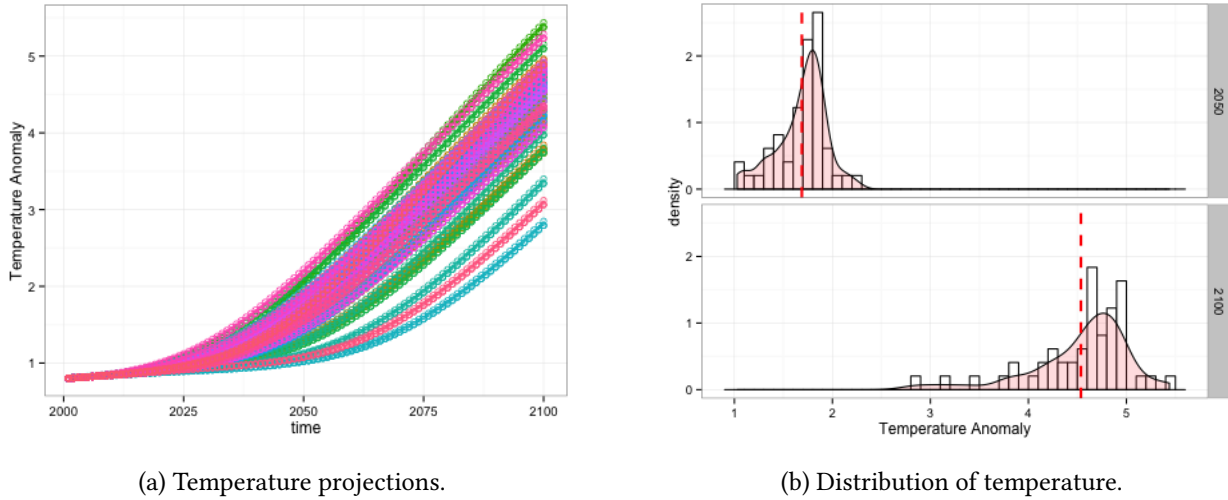 5
4
3
2
1
Temperature Anomaly
2000 2025 2050 2075 2100
time
(a) Temperature projections.
2
1
0
2050
density
2
1
0
2100
1 2 3 4 5
Temperature Anomaly
(b) Distribution of temperature.